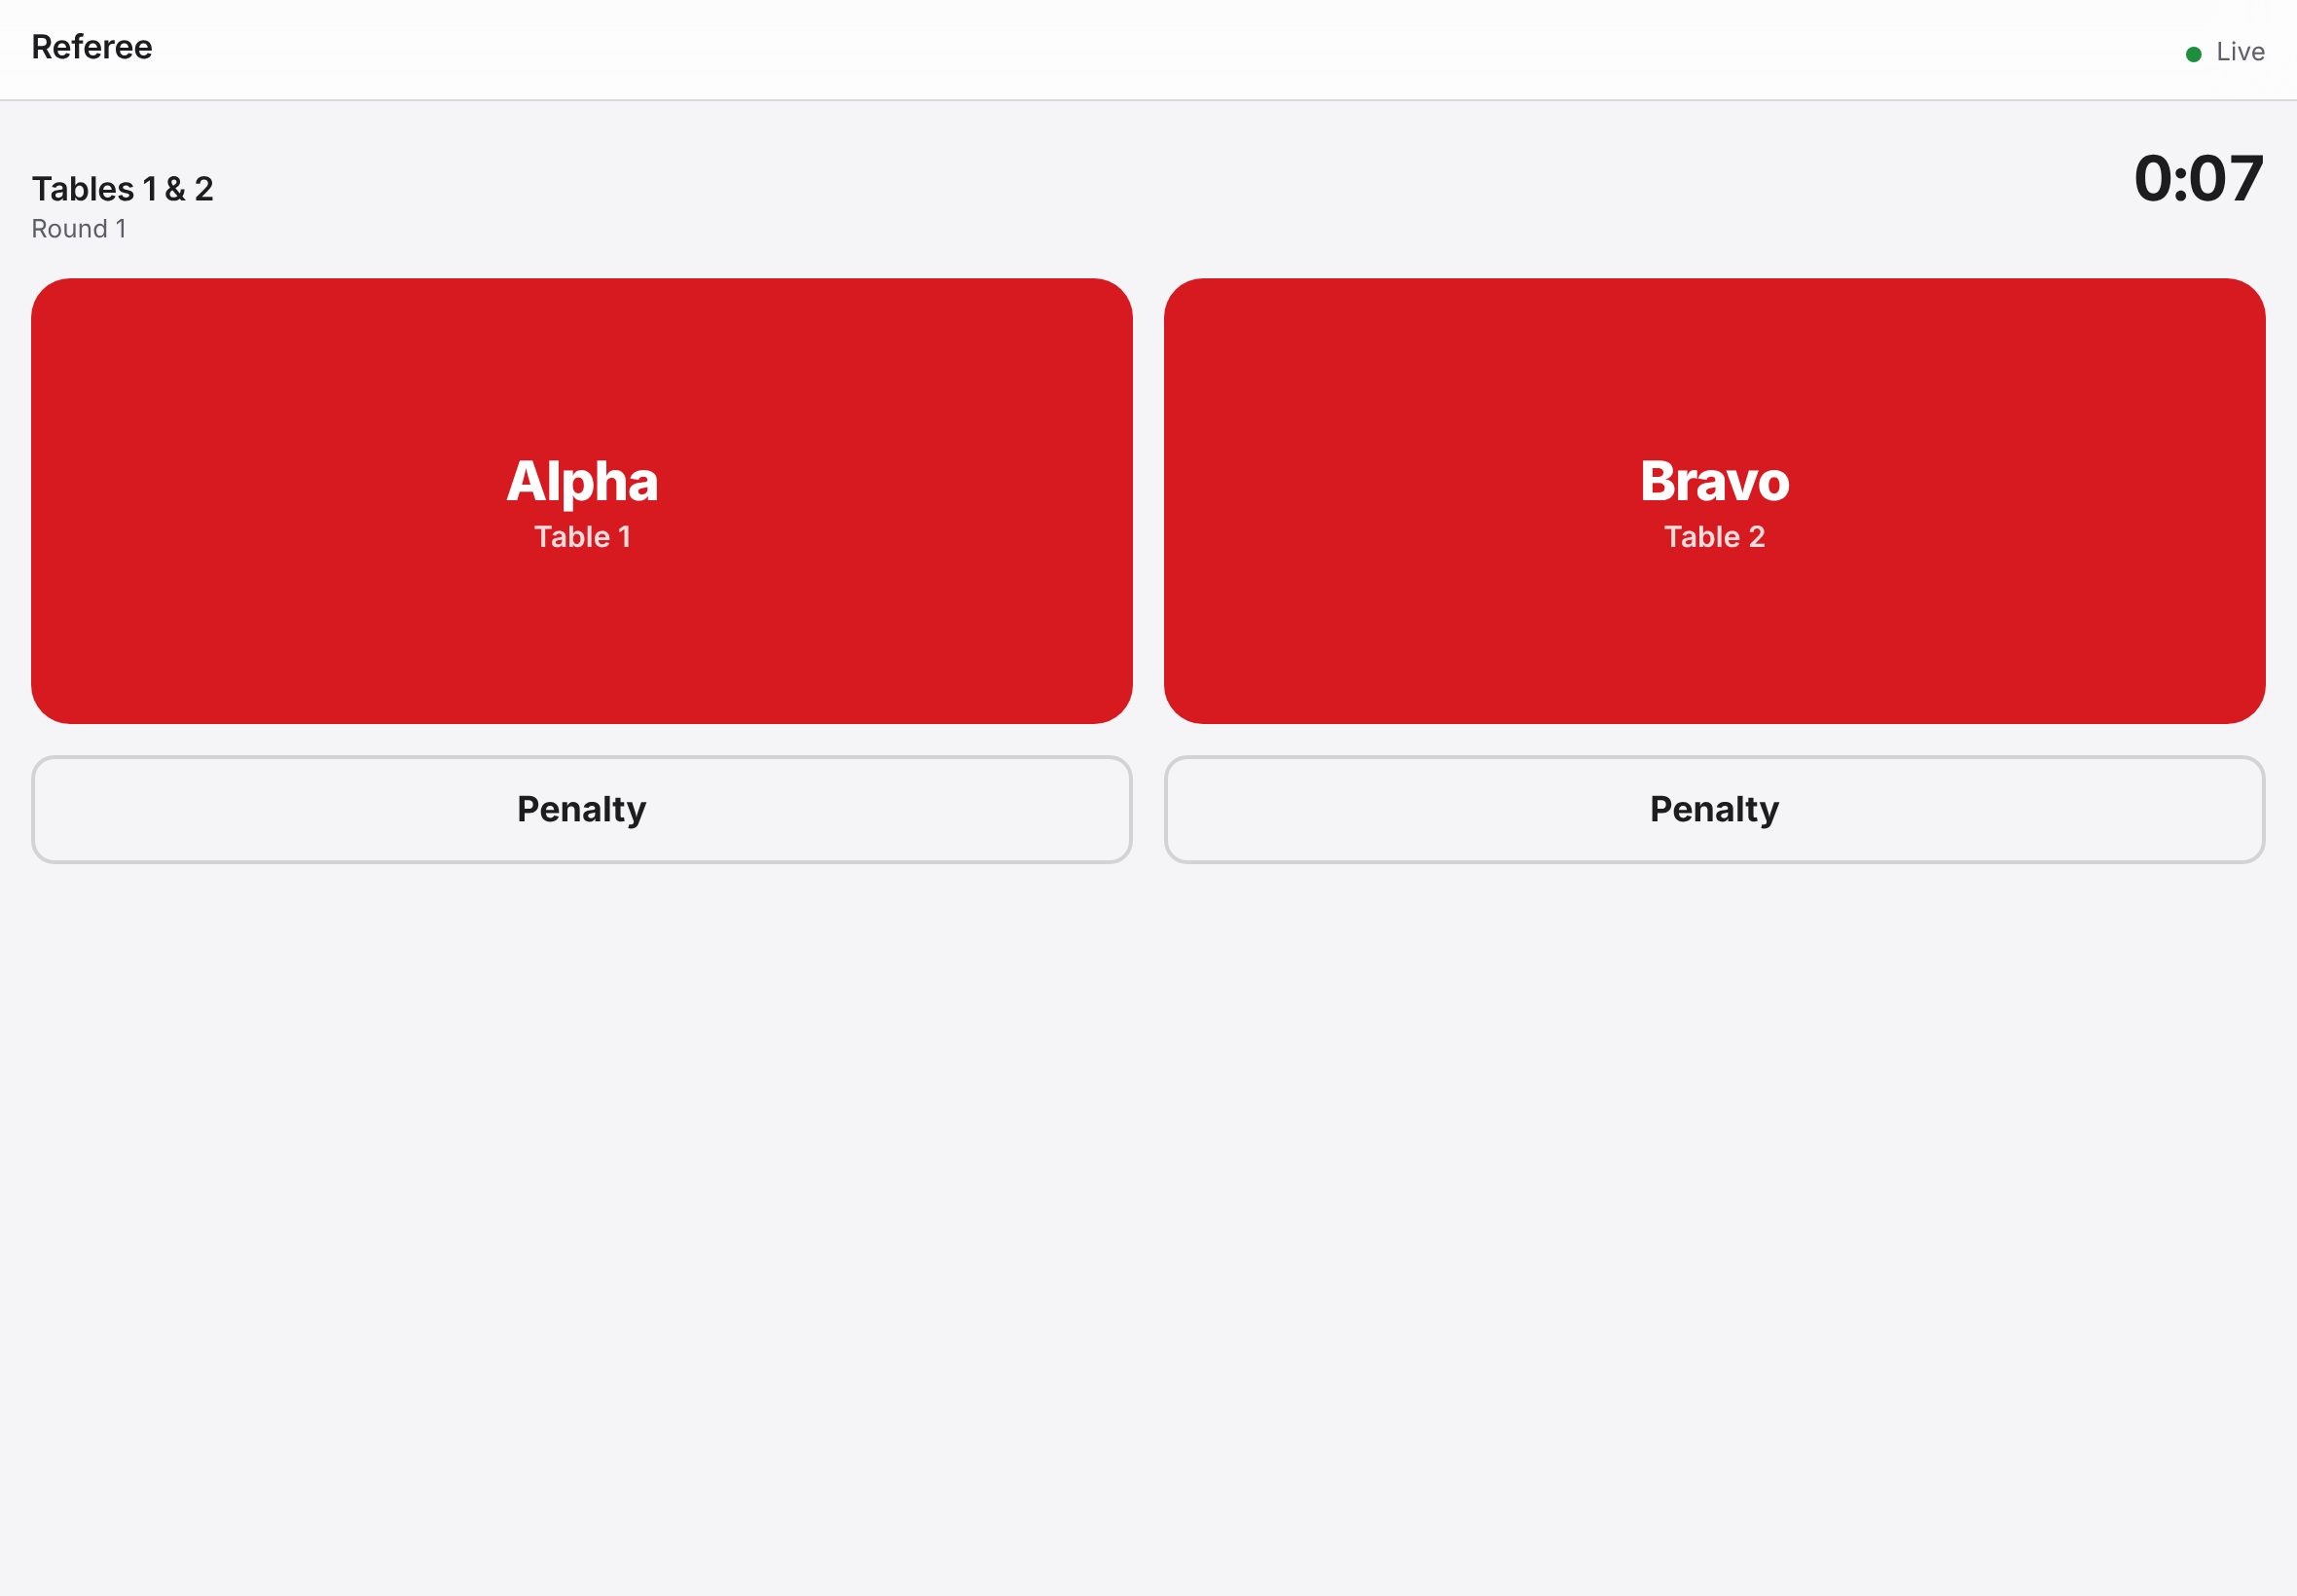 Referee
Live
Tables 1 & 2
0:07
Round 1
Alpha
Table 1
Bravo
Table 2
Penalty
Penalty